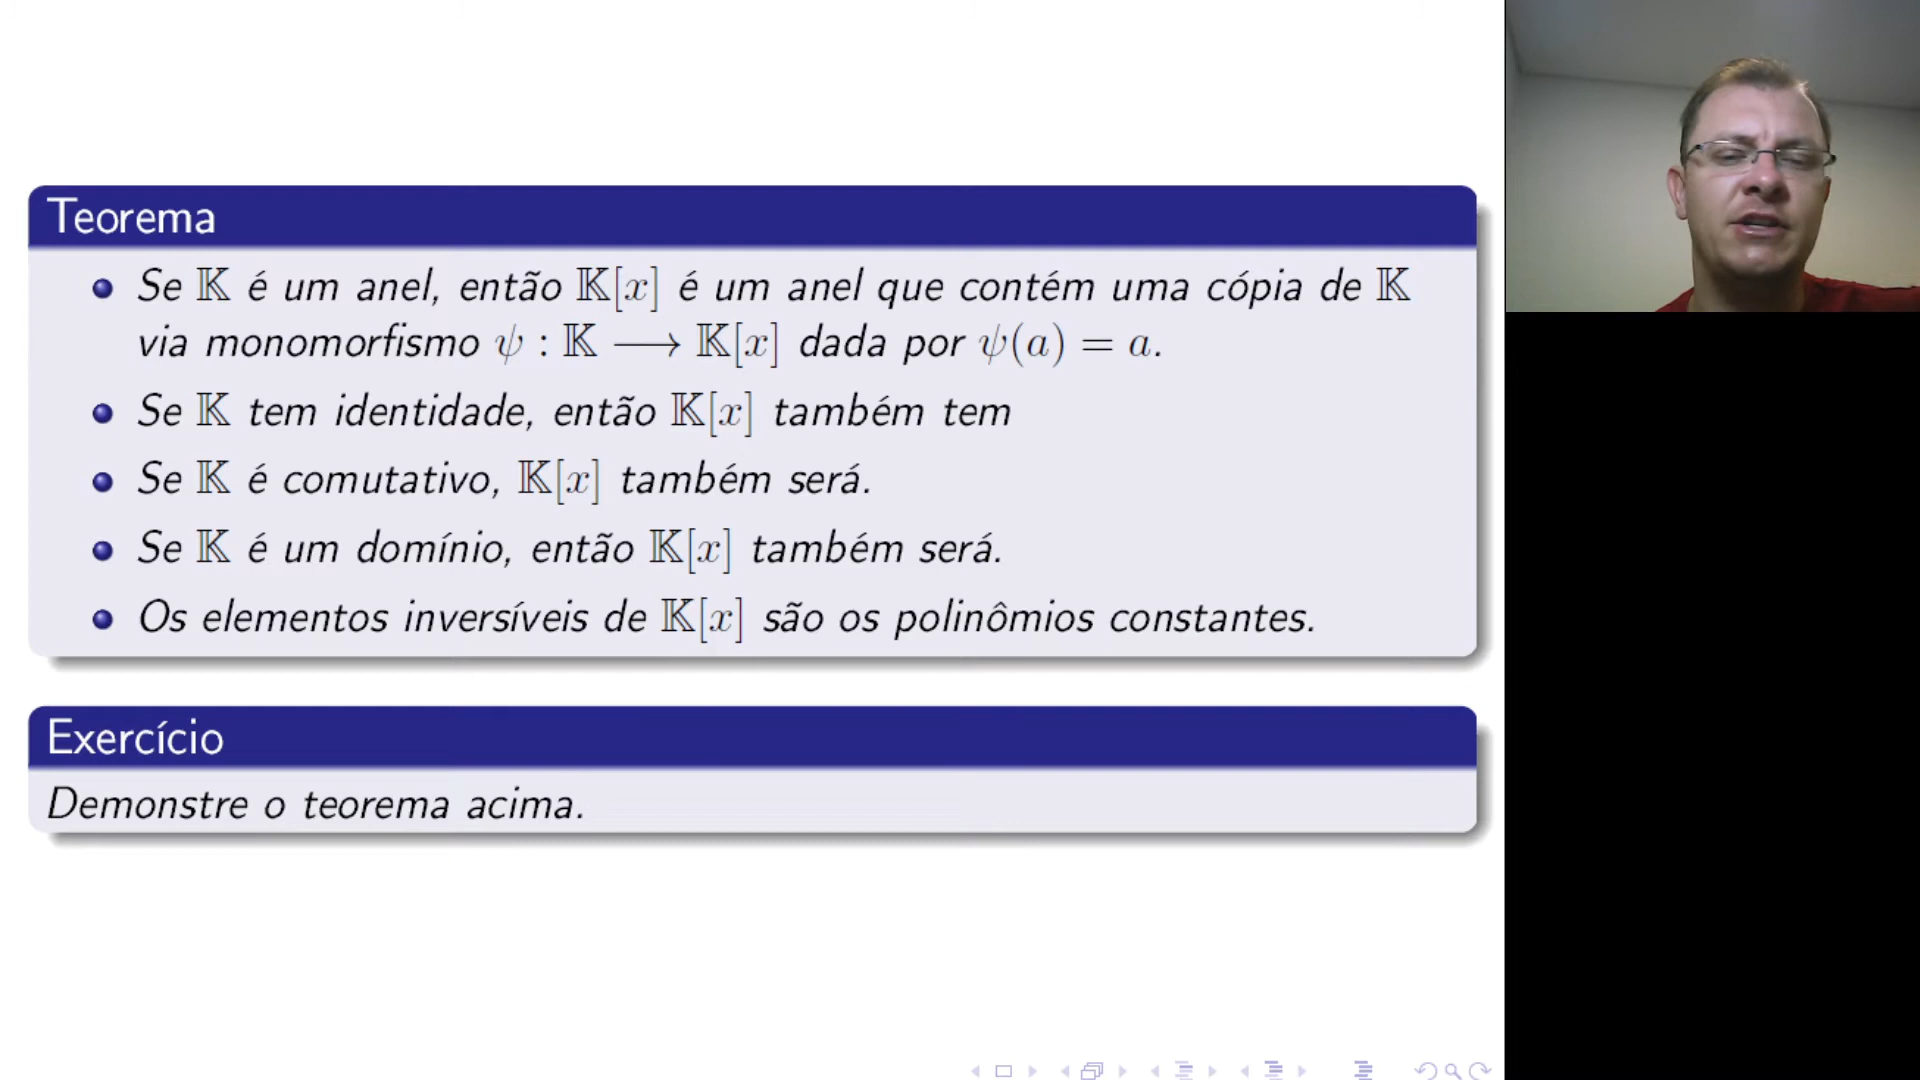 Teorema
Se 𝕂 é um anel, então 𝕂[x] é um anel que contém uma cópia de 𝕂
via monomorfismo ψ : 𝕂 ⟶ 𝕂[x] dada por ψ(a) = a.
Se 𝕂 tem identidade, então 𝕂[x] também tem
Se 𝕂 é comutativo, 𝕂[x] também será.
Se 𝕂 é um domínio, então 𝕂[x] também será.
Os elementos inversíveis de 𝕂[x] são os polinômios constantes.
Exercício
Demonstre o teorema acima.